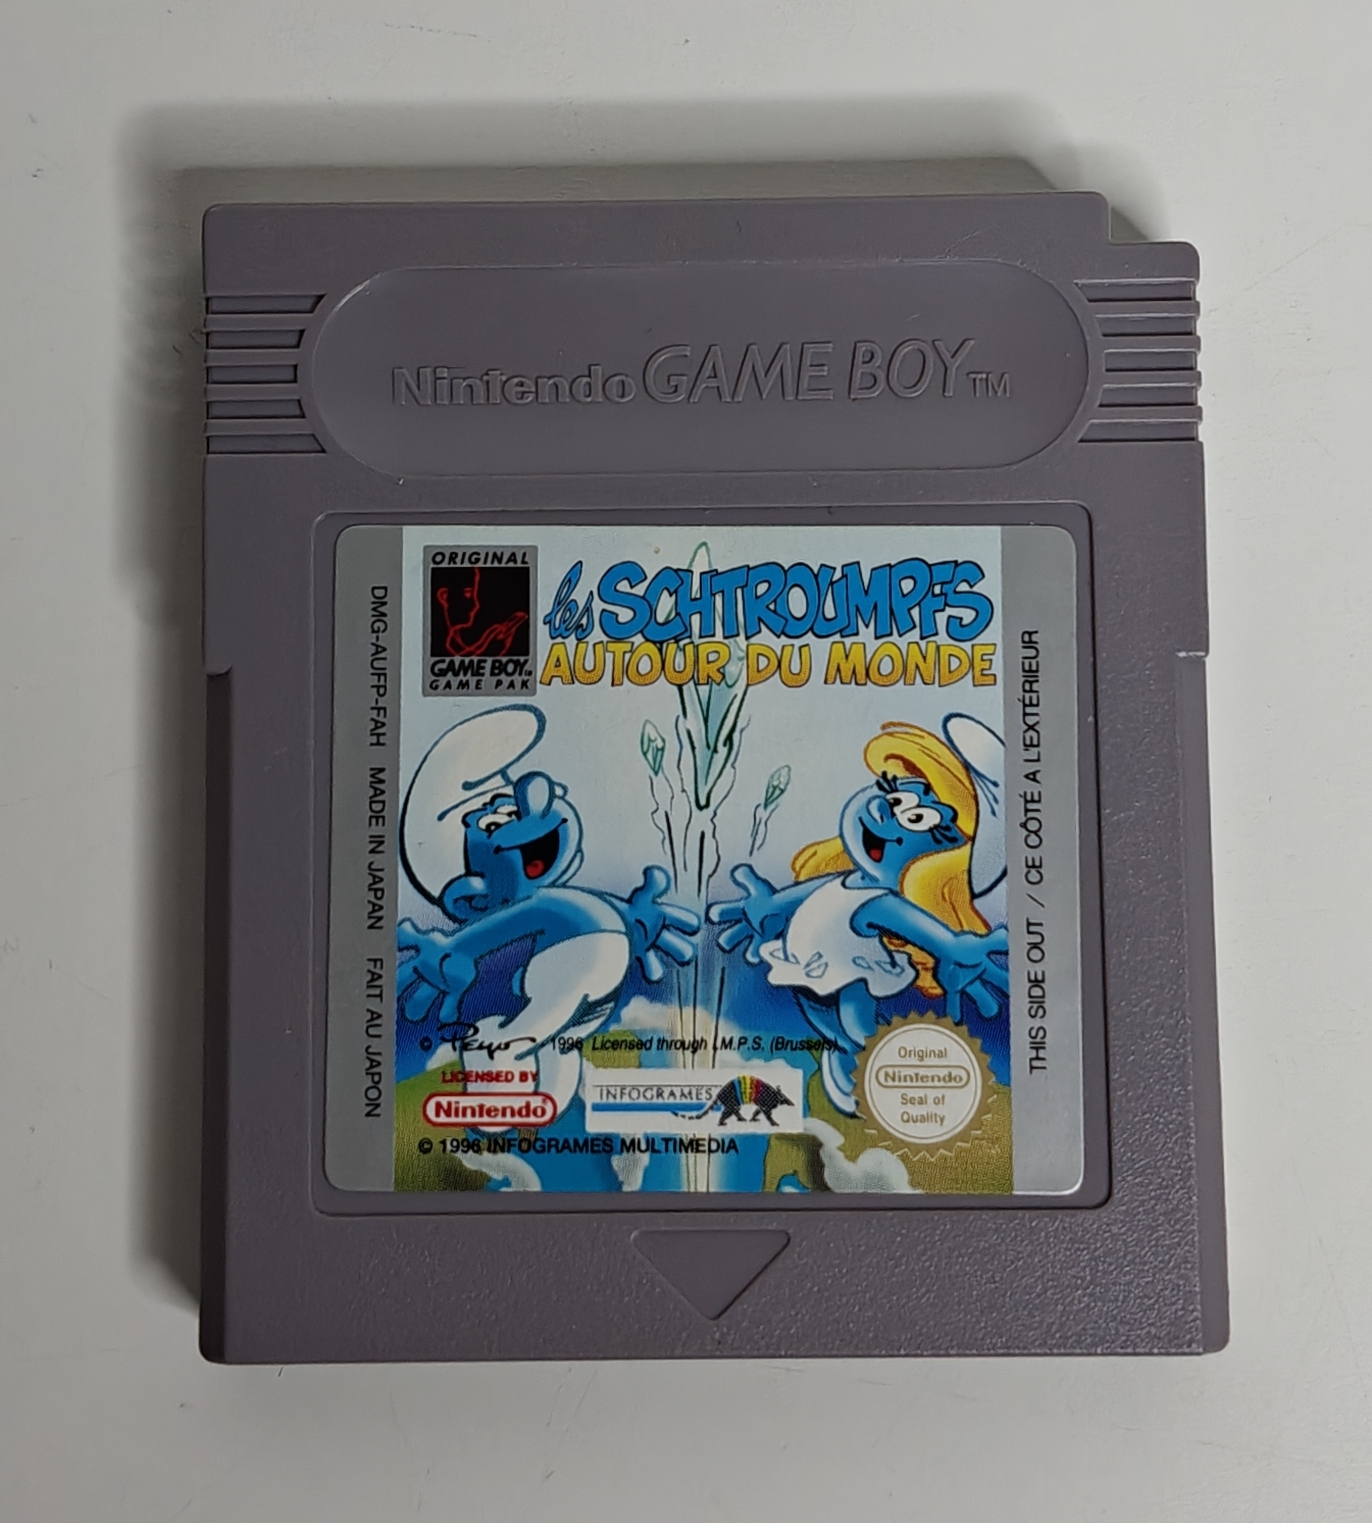 Nintendo GAME BOY TM
ORIGINAL
GAME BOY TM
GAME PAK
les SCHTROUMPFS
AUTOUR DU MONDE
DMG-AUFP-FAH MADE IN JAPAN FAIT AU JAPON
THIS SIDE OUT / CE CÔTÉ A L'EXTÉRIEUR
© Peyo 1996 Licensed through I.M.P.S. (Brussels)
LICENSED BY
Nintendo®
INFOGRAMES
© 1996 INFOGRAMES MULTIMEDIA
Original
Nintendo
Seal of
Quality